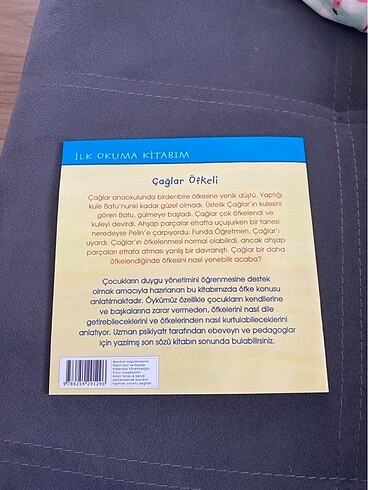 İLK OKUMA KİTABIM
Çağlar Öfkeli
Çağlar anaokulunda birdenbire öfkesine yenik düştü. Yaptığı
kule Batu'nunki kadar güzel olmadı. Üstelik Çağlar'ın kulesini
gören Batu, gülmeye başladı. Çağlar çok öfkelendi ve
kuleyi devirdi. Ahşap parçalar etrafa uçuşurken bir tanesi
neredeyse Pelin'e çarpıyordu. Funda Öğretmen, Çağlar'ı
uyardı. Çağlar'ın öfkelenmesi normal olabilirdi, ancak ahşap
parçaları etrafa atması yanlış bir davranıştı. Çağlar bir daha
öfkelendiğinde öfkesini nasıl yenebilir acaba?
Çocukların duygu yönetimini öğrenmesine destek
olmak amacıyla hazırlanan bu kitabımızda öfke konusu
anlatılmaktadır. Öykümüz özellikle çocukların kendilerine
ve başkalarına zarar vermeden, öfkelerini nasıl dile
getirebileceklerini ve öfkelerinden nasıl kurtulabileceklerini
anlatıyor. Uzman psikiyatr tarafından ebeveyn ve pedagoglar
için yazılmış son sözü kitabın sonunda bulabilirsiniz.
9786254291296